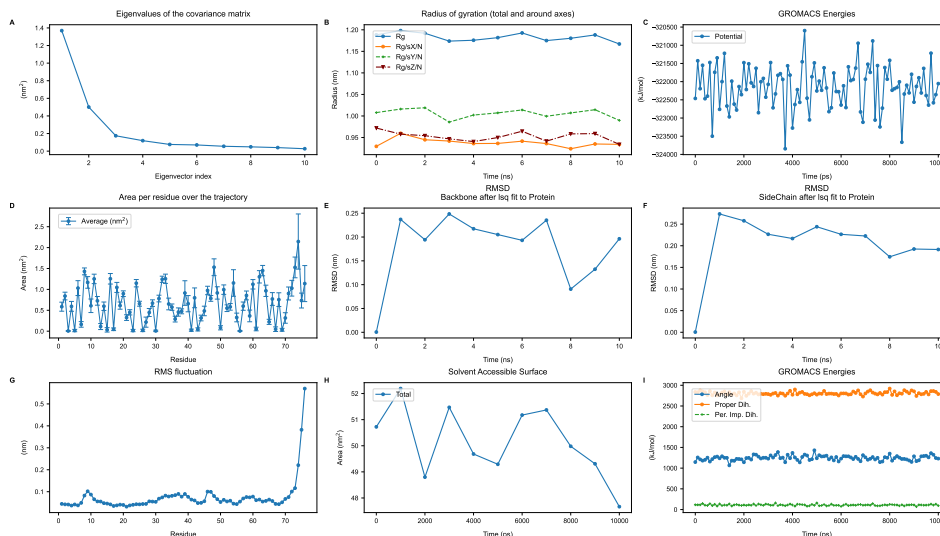 Eigenvalues of the covariance matrix
A
(nm²)
1.4
1.2
1.0
0.8
0.6
0.4
0.2
0.0
2
4
6
8
10
Eigenvector index
Radius of gyration (total and around axes)
B
Radius (nm)
1.20
1.15
1.10
1.05
1.00
0.95
Rg
Rg/sX/N
Rg/sY/N
Rg/sZ/N
0
2
4
6
8
10
Time (ns)
GROMACS Energies
C
(kJ/mol)
−320500
−321000
−321500
−322000
−322500
−323000
−323500
−324000
Potential
0
2000
4000
6000
8000
Time (ps)
Area per residue over the trajectory
D
Area (nm²)
2.5
2.0
1.5
1.0
0.5
0.0
Average (nm²)
0
10
20
30
40
50
60
70
Residue
RMSD
Backbone after lsq fit to Protein
E
RMSD (nm)
0.25
0.20
0.15
0.10
0.05
0.00
0
2
4
6
8
10
Time (ns)
RMSD
SideChain after lsq fit to Protein
F
RMSD (nm)
0.25
0.20
0.15
0.10
0.05
0.00
0
2
4
6
8
Time (ns)
RMS fluctuation
G
(nm)
0.5
0.4
0.3
0.2
0.1
0
10
20
30
40
50
60
70
Residue
Solvent Accessible Surface
H
Area (nm²)
52
51
50
49
48
Total
0
2000
4000
6000
8000
10000
Time (ps)
GROMACS Energies
I
(kJ/mol)
3000
2500
2000
1500
1000
500
0
Angle
Proper Dih.
Per. Imp. Dih.
0
2000
4000
6000
8000
Time (ps)